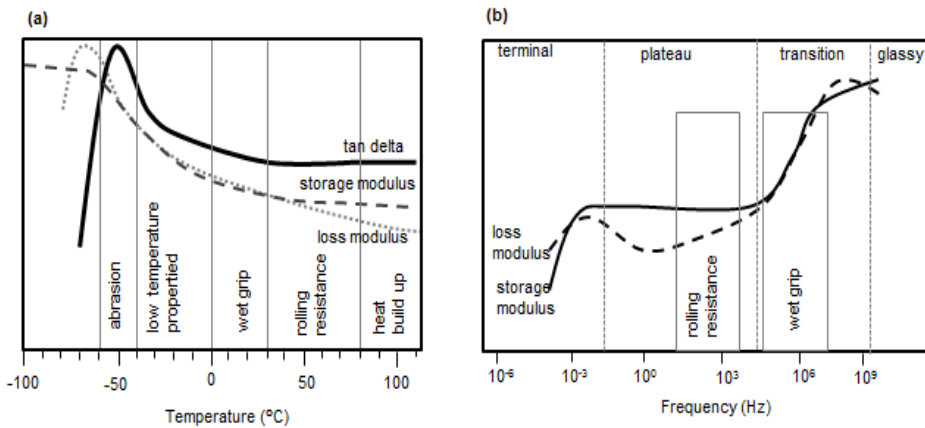 (a)
tan delta
storage modulus
loss modulus
abrasion
low temperature
propertied
wet grip
rolling
resistance
heat
build up
-100
-50
0
50
100
Temperature (°C)
(b)
terminal
plateau
transition
glassy
loss
modulus
storage
modulus
rolling
resistance
wet grip
10-6
10-3
100
103
106
109
Frequency (Hz)